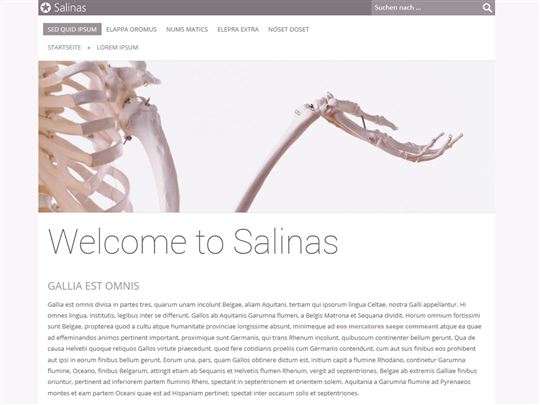 Salinas
Suchen nach ...
SED QUID IPSUM ELAPPA OROMUS NUMS MATICS ELEPRA EXTRA NOSET DOSET
STARTSEITE » LOREM IPSUM
Welcome to Salinas
GALLIA EST OMNIS
Gallia est omnis divisa in partes tres, quarum unam incolunt Belgae, aliam Aquitani, tertiam qui ipsorum lingua Celtae, nostra Galli appellantur. Hi
omnes lingua, institutis, legibus inter se differunt. Gallos ab Aquitanis Garumna flumen, a Belgis Matrona et Sequana dividit. Horum omnium fortissimi
sunt Belgae, propterea quod a cultu atque humanitate provinciae longissime absunt, minimeque ad eos mercatores saepe commeant atque ea quae
ad effeminandos animos pertinent important, proximique sunt Germanis, qui trans Rhenum incolunt, quibuscum continenter bellum gerunt. Qua de
causa Helvetii quoque reliquos Gallos virtute praecedunt, quod fere cotidianis proeliis cum Germanis contendunt, cum aut suis finibus eos prohibent
aut ipsi in eorum finibus bellum gerunt. Eorum una, pars, quam Gallos obtinere dictum est, initium capit a flumine Rhodano, continetur Garumna
flumine, Oceano, finibus Belgarum, attingit etiam ab Sequanis et Helvetiis flumen Rhenum, vergit ad septentriones. Belgae ab extremis Galliae finibus
oriuntur, pertinent ad inferiorem partem fluminis Rheni, spectant in septentrionem et orientem solem. Aquitania a Garumna flumine ad Pyrenaeos
montes et eam partem Oceani quae est ad Hispaniam pertinet; spectat inter occasum solis et septentriones.